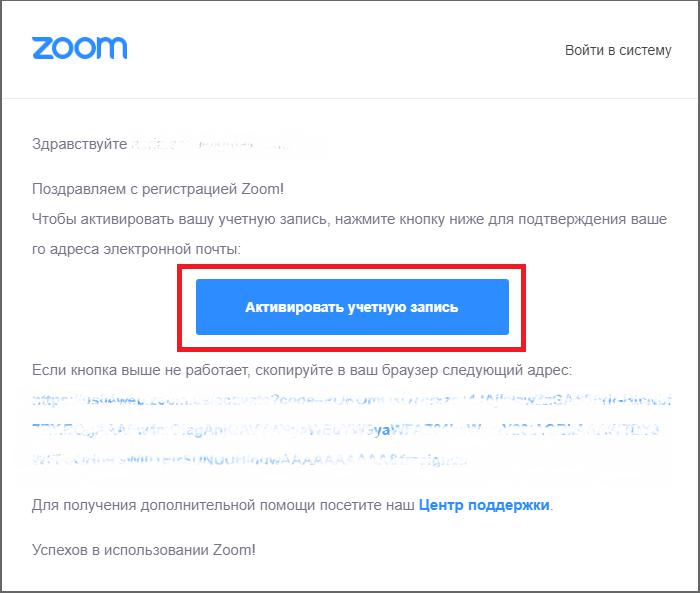 zoom
Войти в систему
Здравствуйте
Поздравляем с регистрацией Zoom!
Чтобы активировать вашу учетную запись, нажмите кнопку ниже для подтверждения ваше
го адреса электронной почты:
Активировать учетную запись
Если кнопка выше не работает, скопируйте в ваш браузер следующий адрес:
Для получения дополнительной помощи посетите наш Центр поддержки.
Успехов в использовании Zoom!